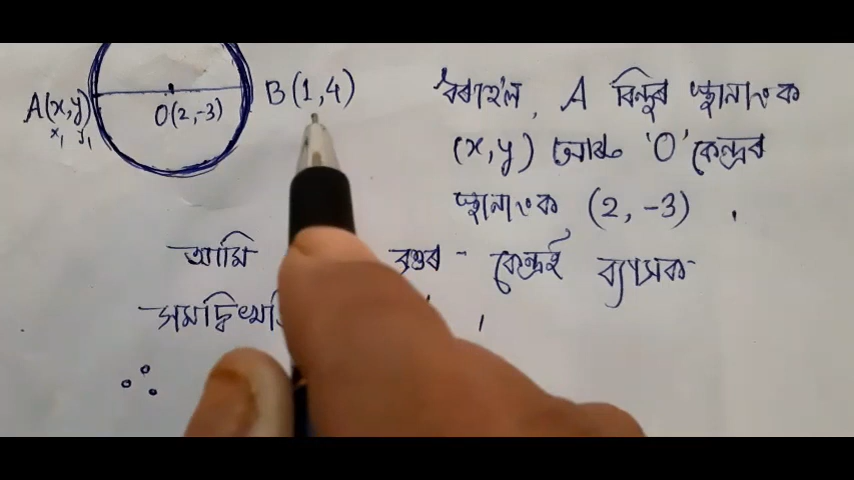 A(x,y)
x₁ y₁
O(2,-3)
B(1,4)
ধৰাহ'ল, A বিন্দুৰ স্থানাংক
(x,y) আৰু 'O' কেন্দ্ৰৰ
স্থানাংক (2,-3).
আমি বৃত্তৰ কেন্দ্ৰই ব্যাসক
সমদ্বিখণ্ডি
∴